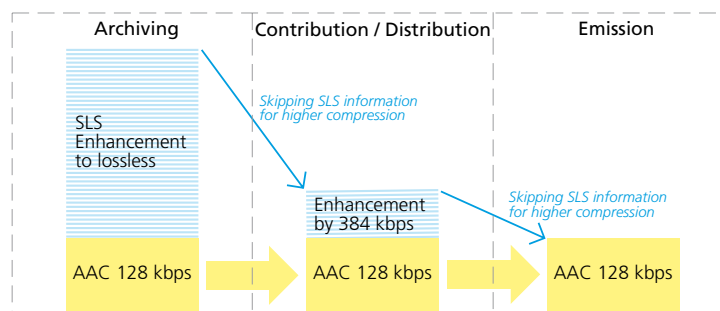 Archiving
Contribution / Distribution
Emission
Skipping SLS information
for higher compression
SLS
Enhancement
to lossless
Skipping SLS information
for higher compression
Enhancement
by 384 kbps
AAC 128 kbps
AAC 128 kbps
AAC 128 kbps